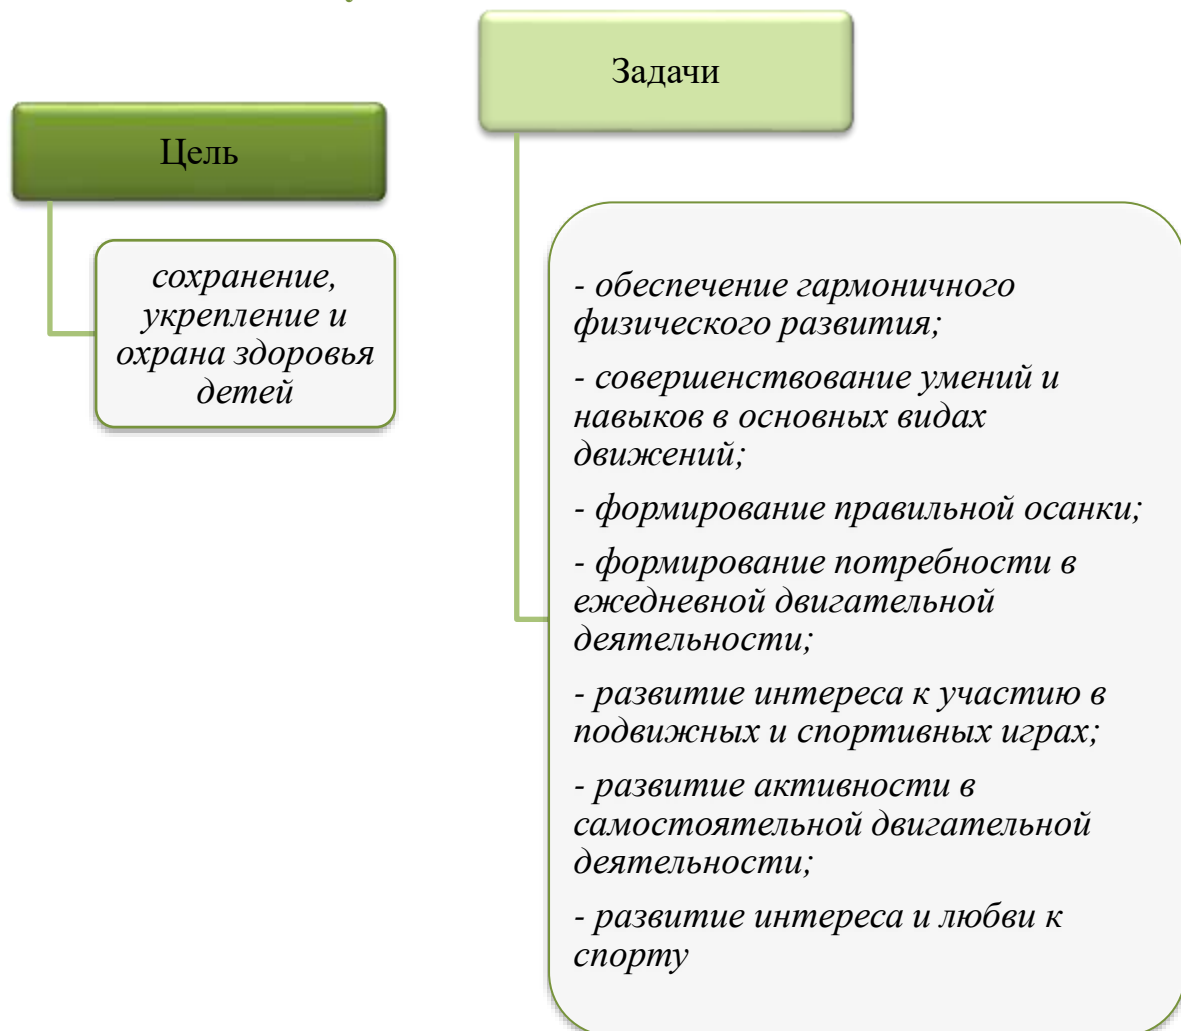 Цель
сохранение,
укрепление и
охрана здоровья
детей
Задачи
- обеспечение гармоничного
физического развития;
- совершенствование умений и
навыков в основных видах
движений;
- формирование правильной осанки;
- формирование потребности в
ежедневной двигательной
деятельности;
- развитие интереса к участию в
подвижных и спортивных играх;
- развитие активности в
самостоятельной двигательной
деятельности;
- развитие интереса и любви к
спорту